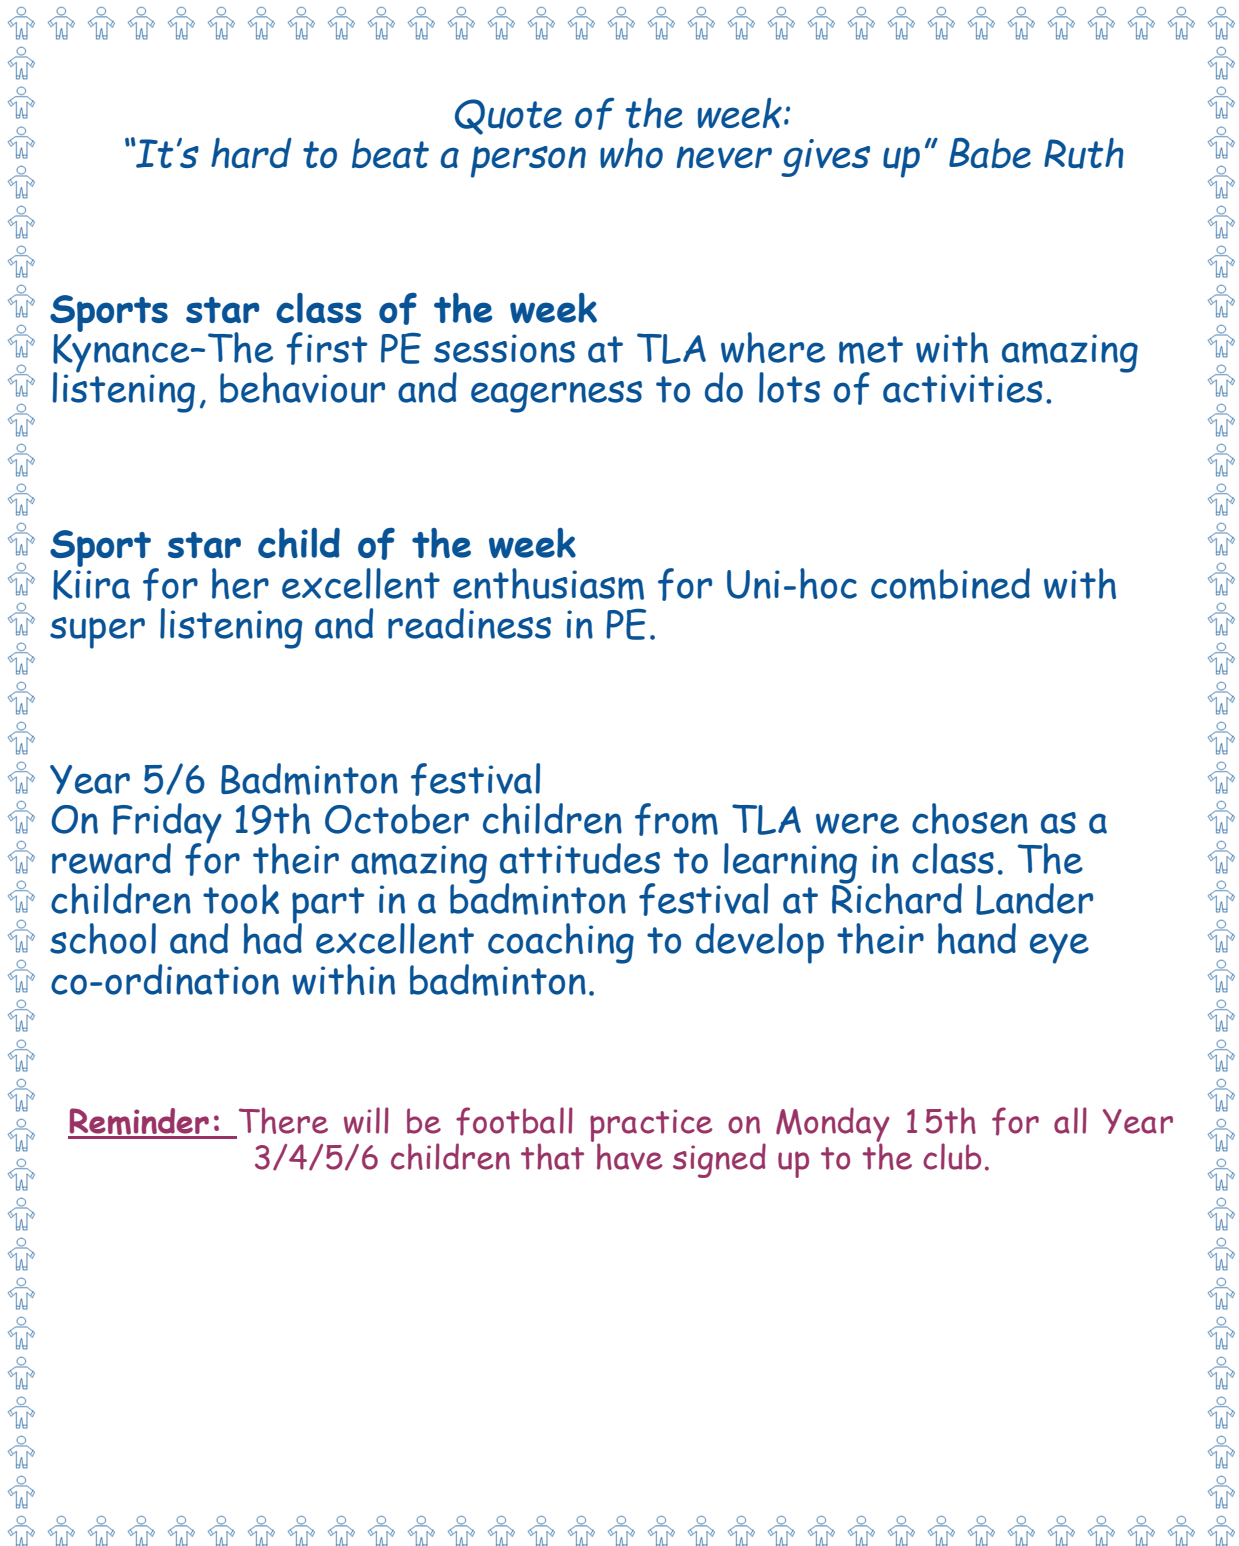 Quote of the week:
“It’s hard to beat a person who never gives up” Babe Ruth
Sports star class of the week
Kynance–The first PE sessions at TLA where met with amazing
listening, behaviour and eagerness to do lots of activities.
Sport star child of the week
Kiira for her excellent enthusiasm for Uni-hoc combined with
super listening and readiness in PE.
Year 5/6 Badminton festival
On Friday 19th October children from TLA were chosen as a
reward for their amazing attitudes to learning in class. The
children took part in a badminton festival at Richard Lander
school and had excellent coaching to develop their hand eye
co-ordination within badminton.
Reminder: There will be football practice on Monday 15th for all Year
3/4/5/6 children that have signed up to the club.